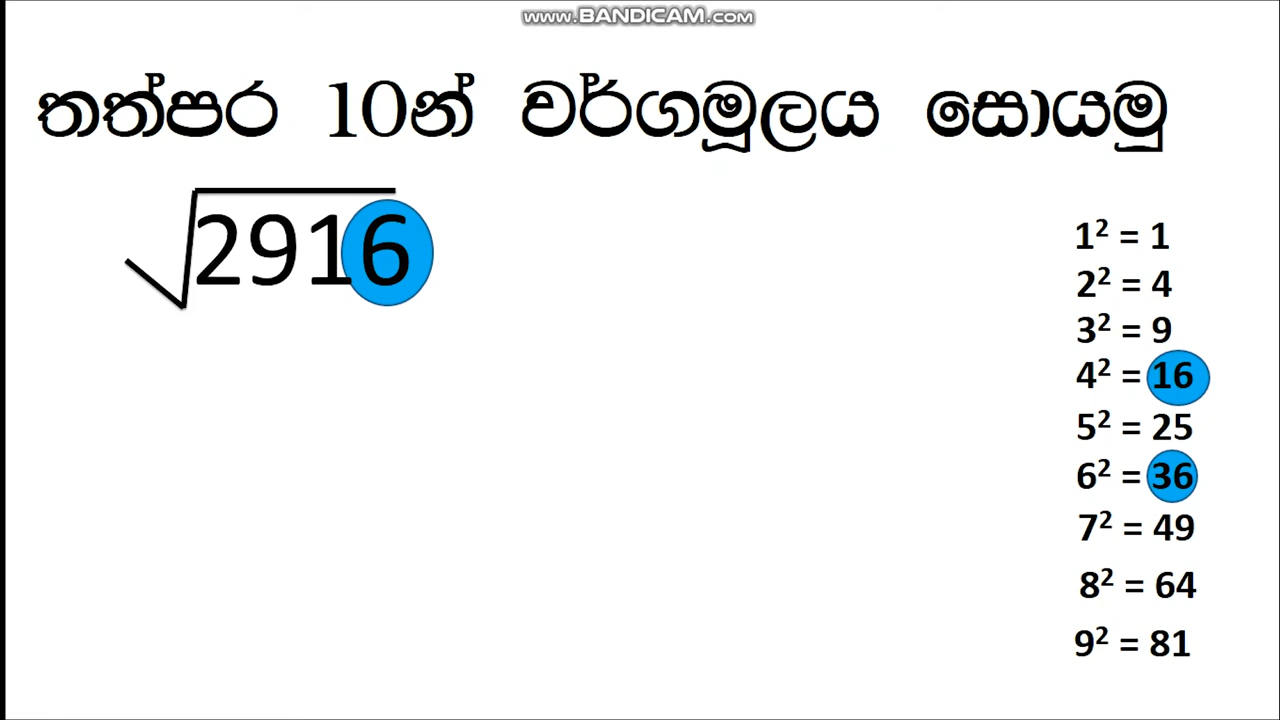 www.BANDICAM.com
තත්පර 10න් වර්ගමූලය සොයමු
√2916
1² = 1
2² = 4
3² = 9
4² = 16
5² = 25
6² = 36
7² = 49
8² = 64
9² = 81